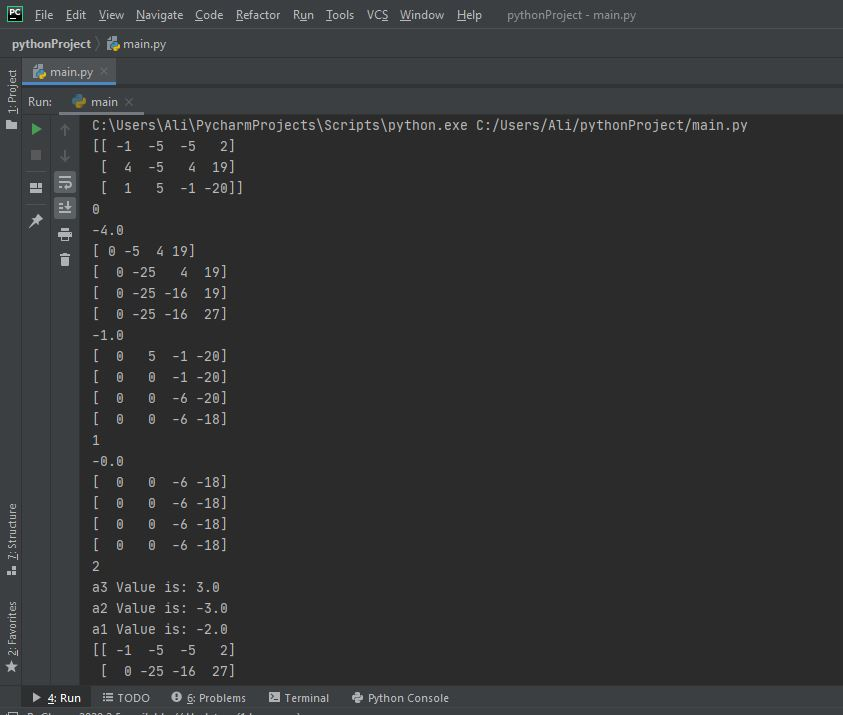 PC File Edit View Navigate Code Refactor Run Tools VCS Window Help pythonProject - main.py
pythonProject main.py
main.py
1: Project
Run: main
C:\Users\Ali\PycharmProjects\Scripts\python.exe C:/Users/Ali/pythonProject/main.py
[[ -1  -5  -5   2]
 [  4  -5   4  19]
 [  1   5  -1 -20]]
0
-4.0
[ 0 -5  4 19]
[  0 -25   4  19]
[  0 -25 -16  19]
[  0 -25 -16  27]
-1.0
[  0   5  -1 -20]
[  0   0  -1 -20]
[  0   0  -6 -20]
[  0   0  -6 -18]
1
-0.0
[  0   0  -6 -18]
[  0   0  -6 -18]
[  0   0  -6 -18]
[  0   0  -6 -18]
2
a3 Value is: 3.0
a2 Value is: -3.0
a1 Value is: -2.0
[[ -1  -5  -5   2]
 [  0 -25 -16  27]
7: Structure
2: Favorites
4: Run TODO 6: Problems Terminal Python Console